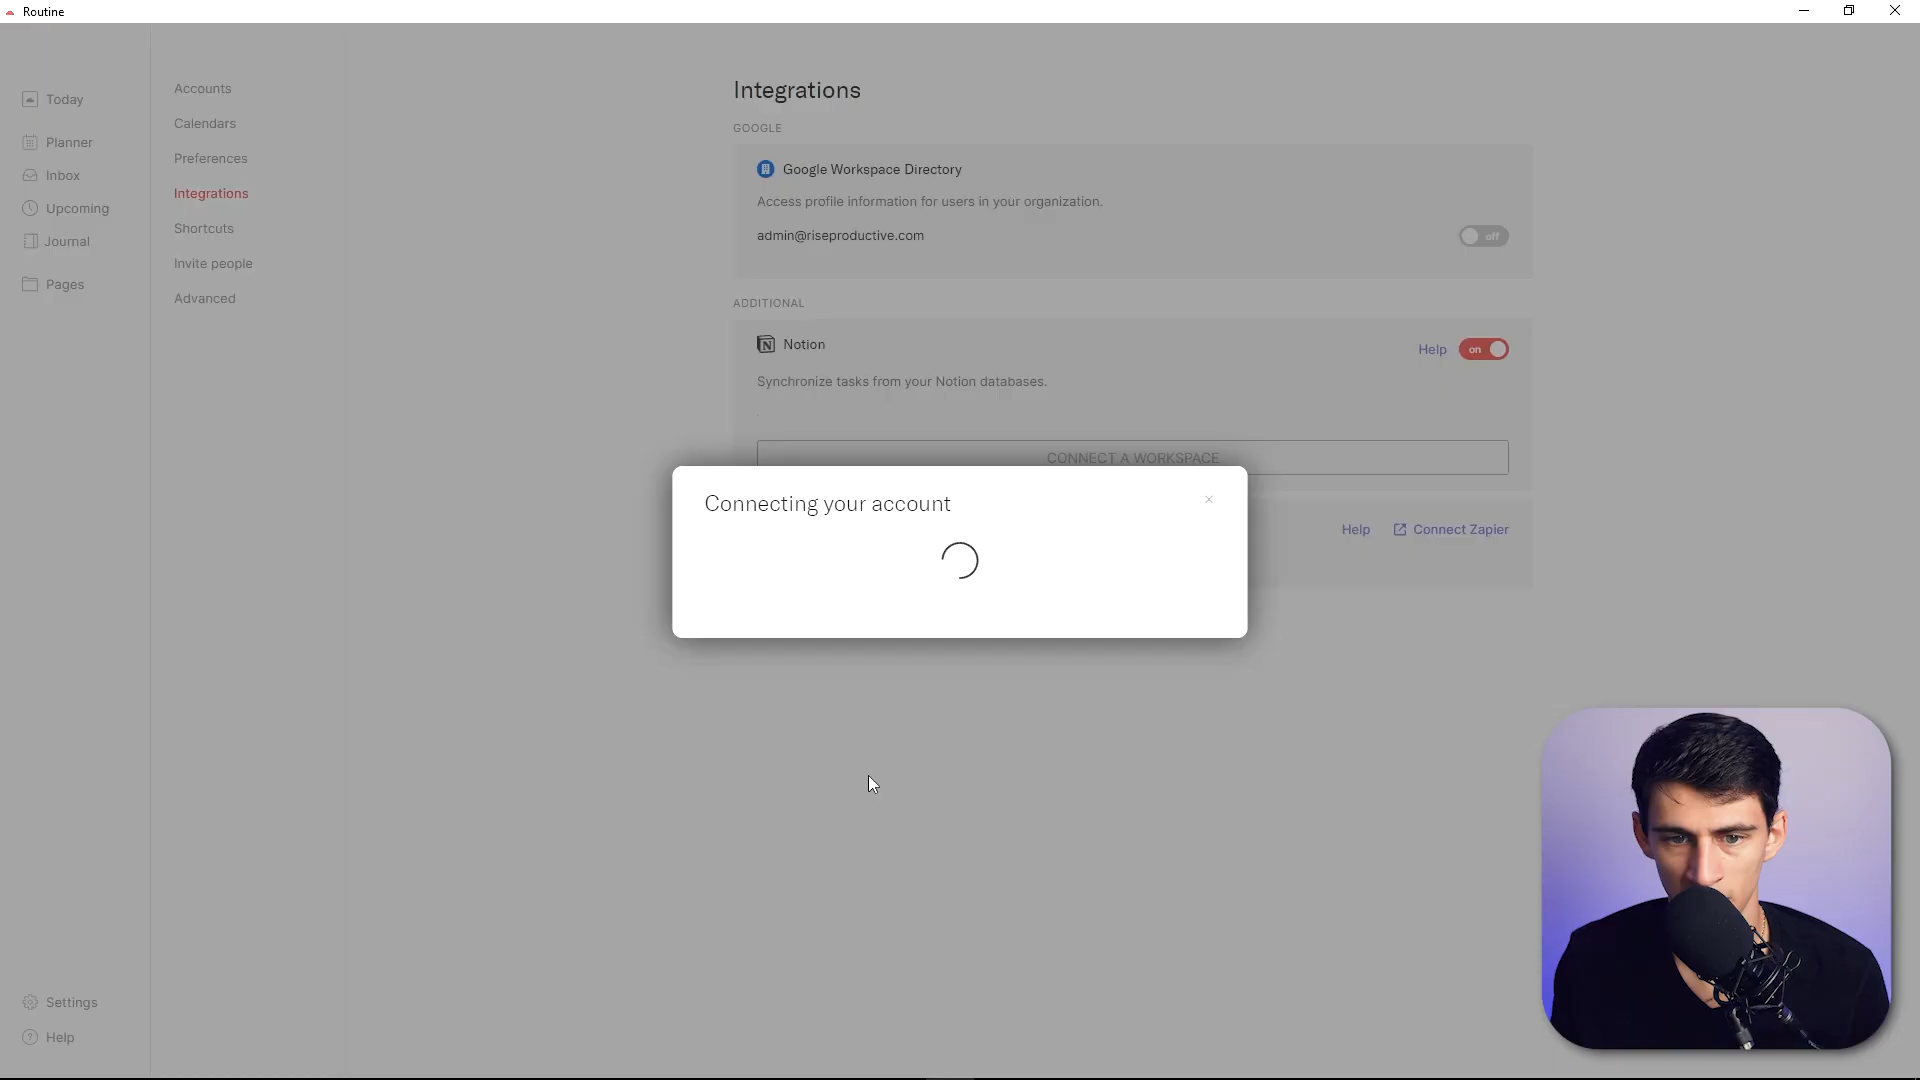 Routine
Today
Planner
Inbox
Upcoming
Journal
Pages
Settings
Help
Accounts
Calendars
Preferences
Integrations
Shortcuts
Invite people
Advanced
Integrations
GOOGLE
Google Workspace Directory
Access profile information for users in your organization.
admin@riseproductive.com
off
ADDITIONAL
Notion
Help
on
Synchronize tasks from your Notion databases.
CONNECT A WORKSPACE
Connecting your account
Help
Connect Zapier